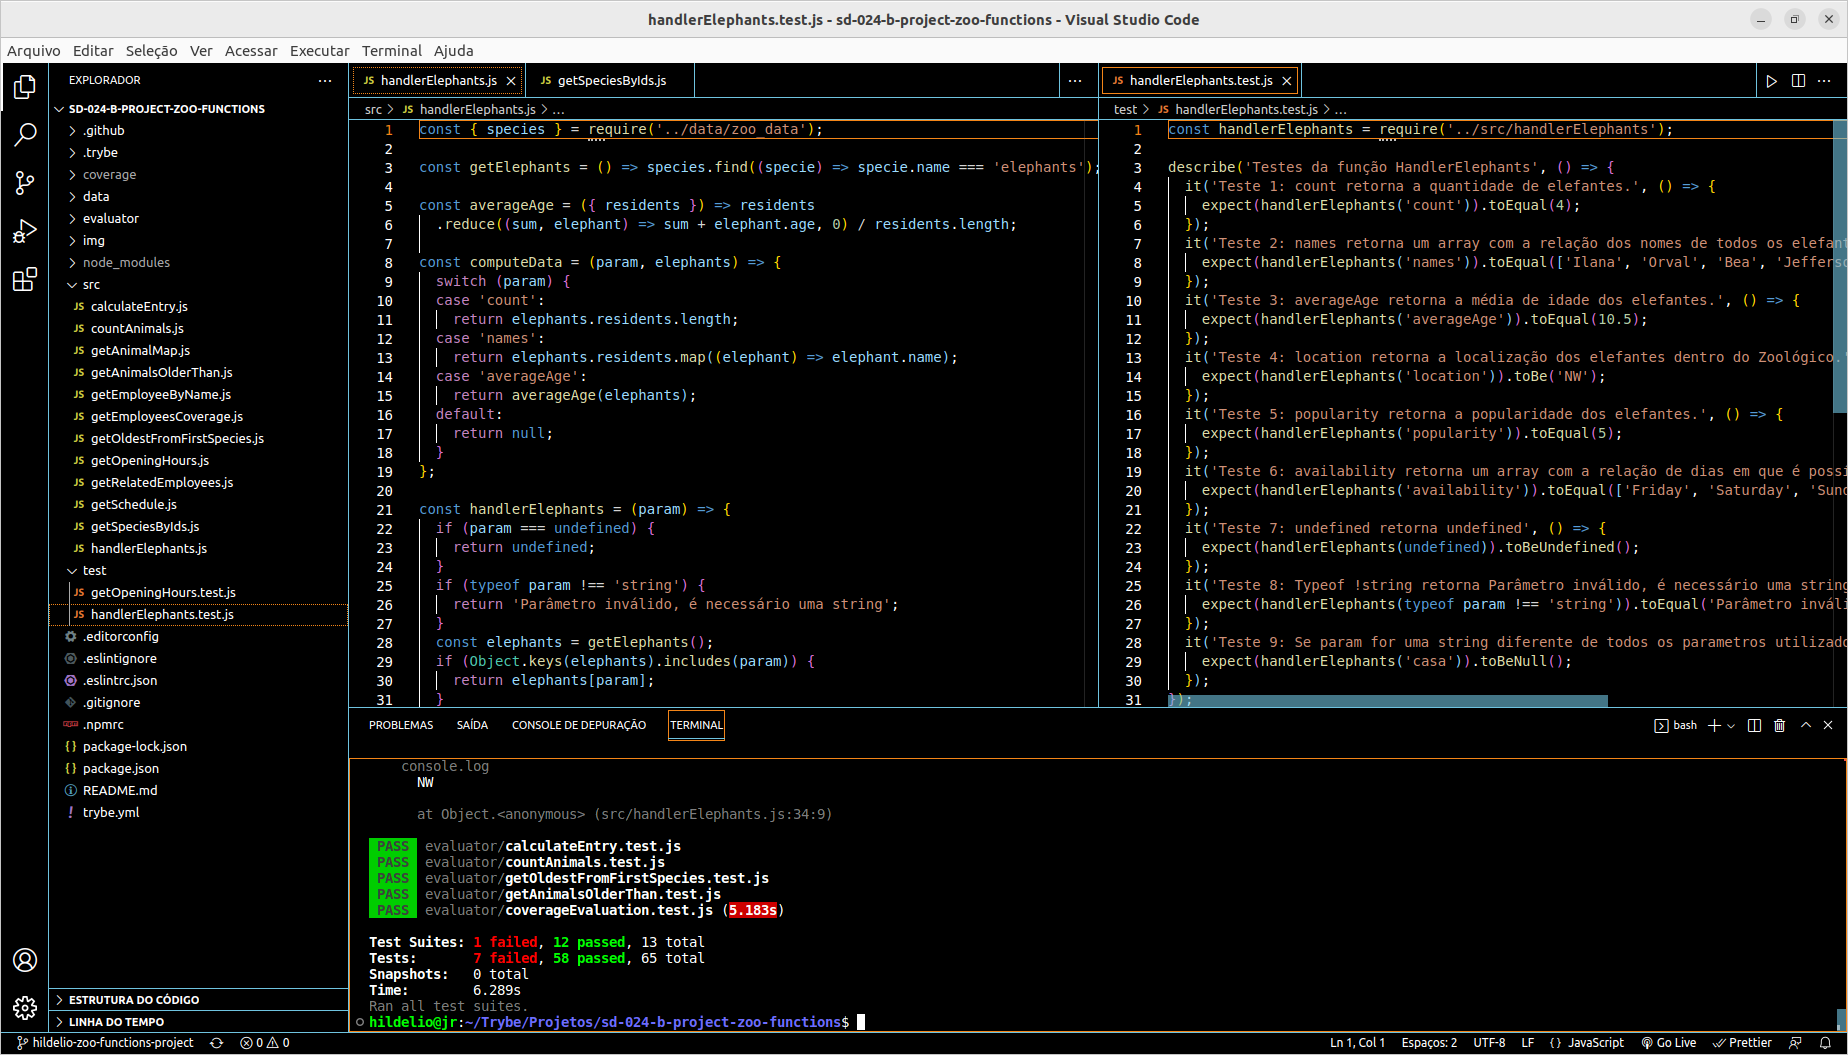 handlerElephants.test.js - sd-024-b-project-zoo-functions - Visual Studio Code
Arquivo Editar Seleção Ver Acessar Executar Terminal Ajuda
EXPLORADOR
SD-024-B-PROJECT-ZOO-FUNCTIONS
.github
.trybe
coverage
data
evaluator
img
node_modules
src
JS calculateEntry.js
JS countAnimals.js
JS getAnimalMap.js
JS getAnimalsOlderThan.js
JS getEmployeeByName.js
JS getEmployeesCoverage.js
JS getOldestFromFirstSpecies.js
JS getOpeningHours.js
JS getRelatedEmployees.js
JS getSchedule.js
JS getSpeciesByIds.js
JS handlerElephants.js
test
JS getOpeningHours.test.js
JS handlerElephants.test.js
.editorconfig
.eslintignore
.eslintrc.json
.gitignore
.npmrc
{} package-lock.json
{} package.json
README.md
! trybe.yml
ESTRUTURA DO CÓDIGO
LINHA DO TEMPO
JS handlerElephants.js JS getSpeciesByIds.js
src > JS handlerElephants.js > ...
1 const { species } = require('../data/zoo_data');
2
3 const getElephants = () => species.find((specie) => specie.name === 'elephants');
4
5 const averageAge = ({ residents }) => residents
6 .reduce((sum, elephant) => sum + elephant.age, 0) / residents.length;
7
8 const computeData = (param, elephants) => {
9 switch (param) {
10 case 'count':
11 return elephants.residents.length;
12 case 'names':
13 return elephants.residents.map((elephant) => elephant.name);
14 case 'averageAge':
15 return averageAge(elephants);
16 default:
17 return null;
18 }
19 };
20
21 const handlerElephants = (param) => {
22 if (param === undefined) {
23 return undefined;
24 }
25 if (typeof param !== 'string') {
26 return 'Parâmetro inválido, é necessário uma string';
27 }
28 const elephants = getElephants();
29 if (Object.keys(elephants).includes(param)) {
30 return elephants[param];
31 }
JS handlerElephants.test.js
test > JS handlerElephants.test.js > ...
1 const handlerElephants = require('../src/handlerElephants');
2
3 describe('Testes da função HandlerElephants', () => {
4 it('Teste 1: count retorna a quantidade de elefantes.', () => {
5 expect(handlerElephants('count')).toEqual(4);
6 });
7 it('Teste 2: names retorna um array com a relação dos nomes de todos os elefant
8 expect(handlerElephants('names')).toEqual(['Ilana', 'Orval', 'Bea', 'Jefferso
9 });
10 it('Teste 3: averageAge retorna a média de idade dos elefantes.', () => {
11 expect(handlerElephants('averageAge')).toEqual(10.5);
12 });
13 it('Teste 4: location retorna a localização dos elefantes dentro do Zoológico.'
14 expect(handlerElephants('location')).toBe('NW');
15 });
16 it('Teste 5: popularity retorna a popularidade dos elefantes.', () => {
17 expect(handlerElephants('popularity')).toEqual(5);
18 });
19 it('Teste 6: availability retorna um array com a relação de dias em que é possí
20 expect(handlerElephants('availability')).toEqual(['Friday', 'Saturday', 'Sund
21 });
22 it('Teste 7: undefined retorna undefined', () => {
23 expect(handlerElephants(undefined)).toBeUndefined();
24 });
25 it('Teste 8: Typeof !string retorna Parâmetro inválido, é necessário uma string
26 expect(handlerElephants(typeof param !== 'string')).toEqual('Parâmetro inváli
27 });
28 it('Teste 9: Se param for uma string diferente de todos os parametros utilizado
29 expect(handlerElephants('casa')).toBeNull();
30 });
31 });
PROBLEMAS SAÍDA CONSOLE DE DEPURAÇÃO TERMINAL bash
console.log
NW
at Object.<anonymous> (src/handlerElephants.js:34:9)
PASS evaluator/calculateEntry.test.js
PASS evaluator/countAnimals.test.js
PASS evaluator/getOldestFromFirstSpecies.test.js
PASS evaluator/getAnimalsOlderThan.test.js
PASS evaluator/coverageEvaluation.test.js (5.183s)
Test Suites: 1 failed, 12 passed, 13 total
Tests: 7 failed, 58 passed, 65 total
Snapshots: 0 total
Time: 6.289s
Ran all test suites.
hildelio@jr:~/Trybe/Projetos/sd-024-b-project-zoo-functions$
hildelio-zoo-functions-project 0 0 Ln 1, Col 1 Espaços: 2 UTF-8 LF {} JavaScript Go Live Prettier